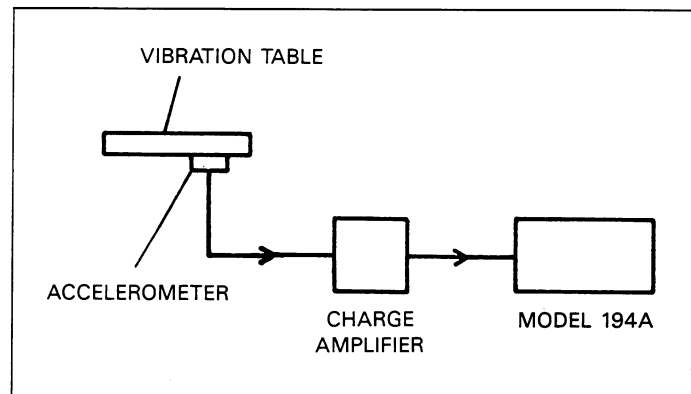 VIBRATION TABLE
ACCELEROMETER
CHARGE
AMPLIFIER
MODEL 194A